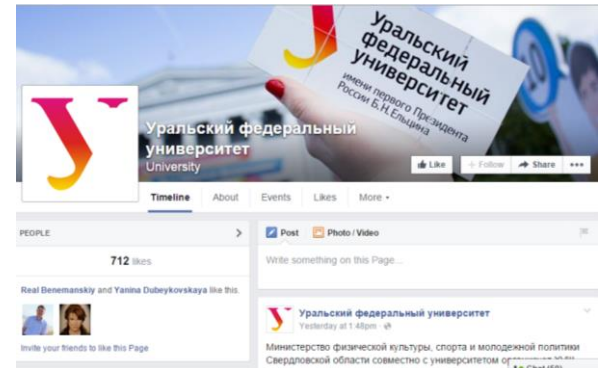 Уральский
федеральный
университет
имени первого Президента
России Б.Н.Ельцина
Уральский федеральный
университет
University
Like
Follow
Share
Timeline
About
Events
Likes
More
PEOPLE
712 likes
Real Benemanskiy and Yanina Dubeykovskaya like this.
Invite your friends to like this Page
Post
Photo / Video
Write something on this Page...
Уральский федеральный университет
Yesterday at 1:48pm
Министерство физической культуры, спорта и молодежной политики
Свердловской области совместно с университетом